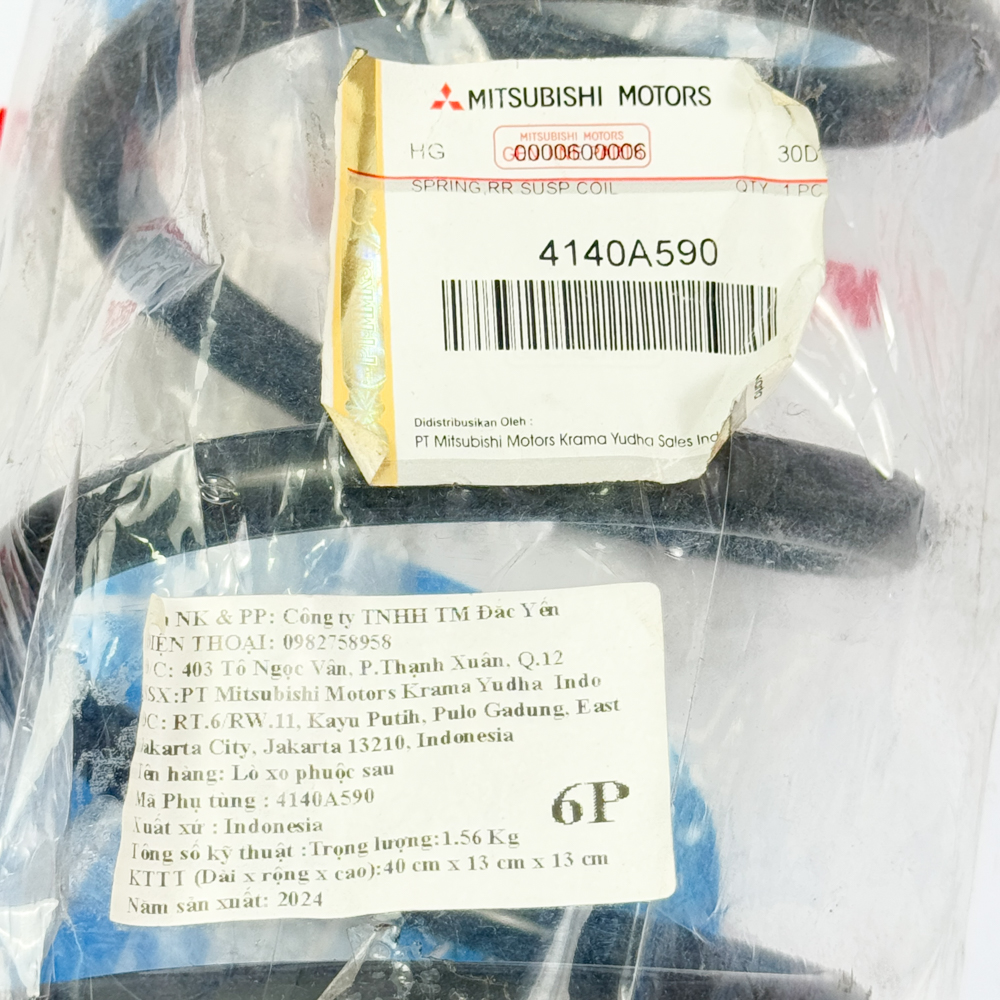 MITSUBISHI MOTORS
MITSUBISHI MOTORS
HG 0000600006 30D
SPRING,RR SUSP COIL QTY 1 PC
4140A590
Didistribusikan Oleh :
PT Mitsubishi Motors Krama Yudha Sales Ind
NK & PP: Công ty TNHH TM Đắc Yến
IỆN THOẠI: 0982758958
C: 403 Tô Ngọc Vân, P.Thạnh Xuân, Q.12
SX:PT Mitsubishi Motors Krama Yudha Indo
C: RT.6/RW.11, Kayu Putih, Pulo Gadung, East
akarta City, Jakarta 13210, Indonesia
ên hàng: Lò xo phuộc sau
Mã Phụ tùng : 4140A590
Xuất xứ : Indonesia
Tông số kỹ thuật :Trọng lượng:1.56 Kg
KTTT (Dài x rộng x cao):40 cm x 13 cm x 13 cm
Năm sản xuất: 2024
6P